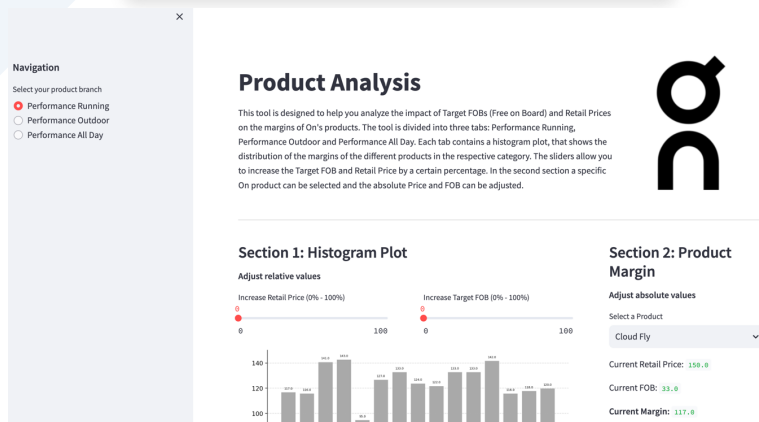 Navigation
Select your product branch
Performance Running
Performance Outdoor
Performance All Day
Product Analysis
This tool is designed to help you analyze the impact of Target FOBs (Free on Board) and Retail Prices
on the margins of On's products. The tool is divided into three tabs: Performance Running,
Performance Outdoor and Performance All Day. Each tab contains a histogram plot, that shows the
distribution of the margins of the different products in the respective category. The sliders allow you
to increase the Target FOB and Retail Price by a certain percentage. In the second section a specific
On product can be selected and the absolute Price and FOB can be adjusted.
On
Section 1: Histogram Plot
Adjust relative values
Increase Retail Price (0% - 100%)
Increase Target FOB (0% - 100%)
0
0
0 100
0 100
140
120
100
Section 2: Product
Margin
Adjust absolute values
Select a Product
Cloud Fly
Current Retail Price: 150.0
Current FOB: 33.0
Current Margin: 117.0